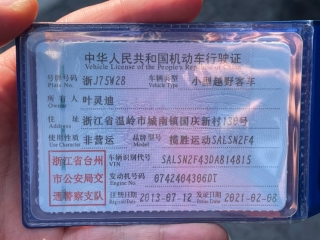 中华人民共和国机动车行驶证
Vehicle License of the People's Republic of China
号牌号码 浙J75W28 车辆类型 小型越野客车
Plate No. Vehicle Type
所有人 叶灵迪
Owner
住址 浙江省温岭市城南镇国庆新村130号
Address
使用性质 非营运 品牌型号 揽胜运动SALSN2F4
Use Character Model
浙江省台州 车辆识别代号 SALSN2F43DA814815
VIN
市公安局交 发动机号码 0742404306DT
Engine No.
通警察支队 注册日期 2013-07-12 发证日期 2021-02-08
Register Date Issue Date